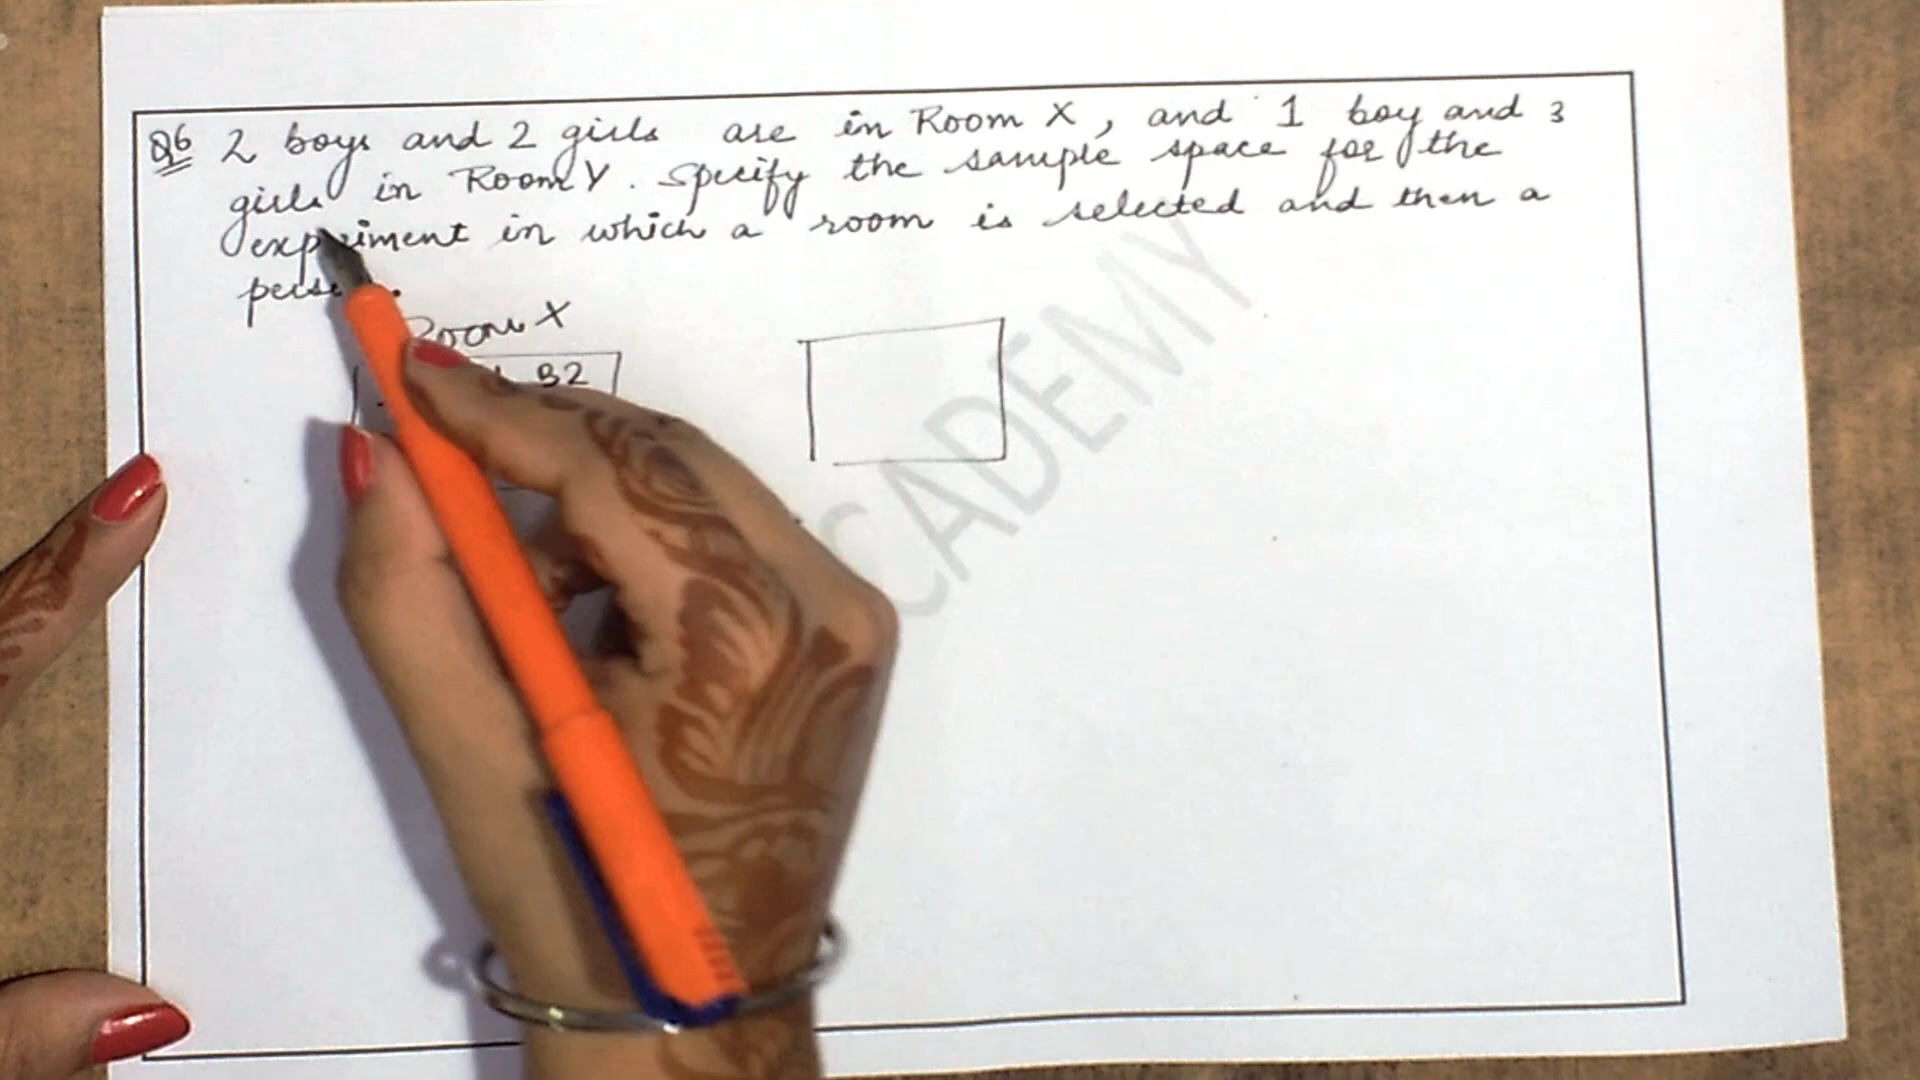 Q6 2 boys and 2 girls are in Room X, and 1 boy and 3
girls in Room Y. Specify the sample space for the
experiment in which a room is selected and then a
Room X
B2
CADEMY